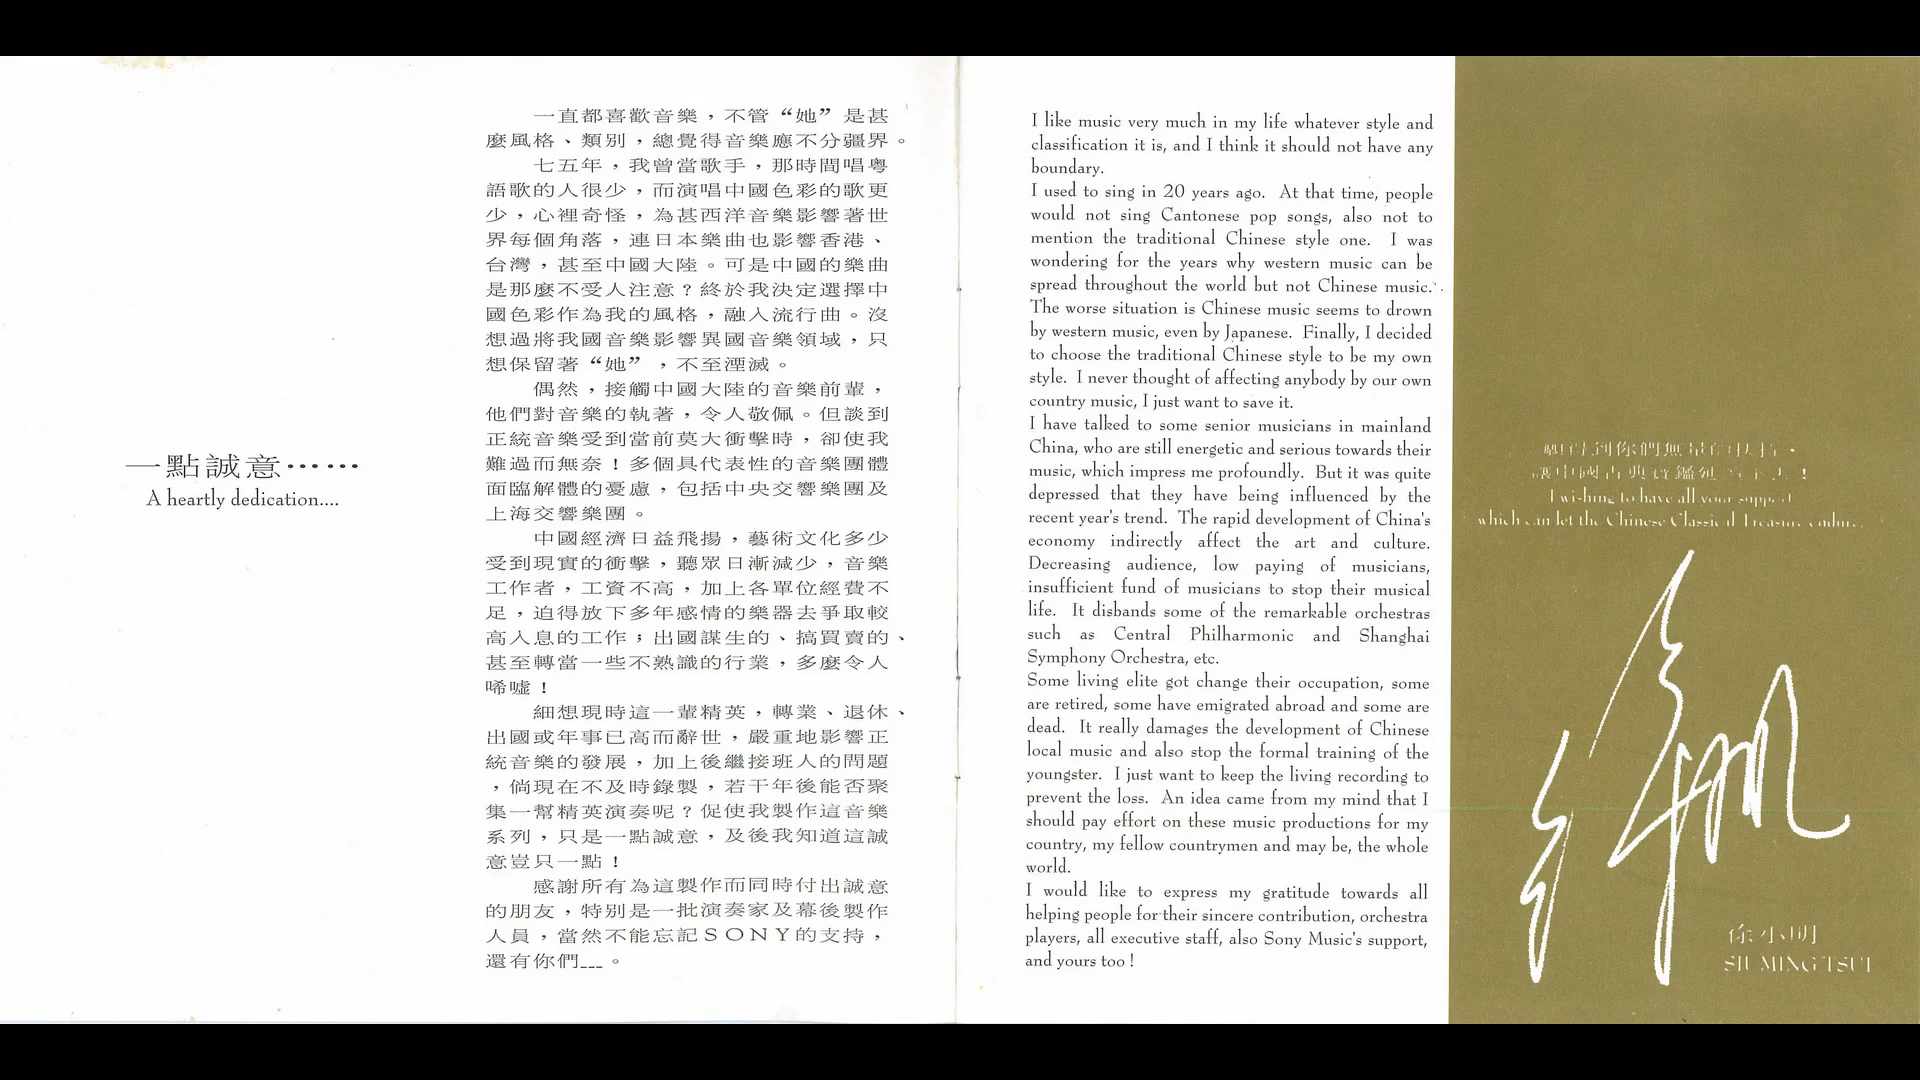 一點誠意⋯⋯
A heartly dedication....
一直都喜歡音樂，不管“她”是甚
麼風格、類別，總覺得音樂應不分疆界。
七五年，我曾當歌手，那時間唱粵
語歌的人很少，而演唱中國色彩的歌更
少，心裡奇怪，為甚西洋音樂影響著世
界每個角落，連日本樂曲也影響香港、
台灣，甚至中國大陸。可是中國的樂曲
是那麼不受人注意？終於我決定選擇中
國色彩作為我的風格，融入流行曲。沒
想過將我國音樂影響異國音樂領域，只
想保留著“她”，不至湮滅。
偶然，接觸中國大陸的音樂前輩，
他們對音樂的執著，令人敬佩。但談到
正統音樂受到當前莫大衝擊時，卻使我
難過而無奈！多個具代表性的音樂團體
面臨解體的憂慮，包括中央交響樂團及
上海交響樂團。
中國經濟日益飛揚，藝術文化多少
受到現實的衝擊，聽眾日漸減少，音樂
工作者，工資不高，加上各單位經費不
足，迫得放下多年感情的樂器去爭取較
高入息的工作；出國謀生的、搞買賣的、
甚至轉當一些不熟識的行業，多麼令人
唏噓！
細想現時這一輩精英，轉業、退休、
出國或年事已高而辭世，嚴重地影響正
統音樂的發展，加上後繼接班人的問題
，倘現在不及時錄製，若干年後能否聚
集一幫精英演奏呢？促使我製作這音樂
系列，只是一點誠意，及後我知道這誠
意豈只一點！
感謝所有為這製作而同時付出誠意
的朋友，特別是一批演奏家及幕後製作
人員，當然不能忘記SONY的支持，
還有你們___。
I like music very much in my life whatever style and
classification it is, and I think it should not have any
boundary.
I used to sing in 20 years ago. At that time, people
would not sing Cantonese pop songs, also not to
mention the traditional Chinese style one. I was
wondering for the years why western music can be
spread throughout the world but not Chinese music.
The worse situation is Chinese music seems to drown
by western music, even by Japanese. Finally, I decided
to choose the traditional Chinese style to be my own
style. I never thought of affecting anybody by our own
country music, I just want to save it.
I have talked to some senior musicians in mainland
China, who are still energetic and serious towards their
music, which impress me profoundly. But it was quite
depressed that they have being influenced by the
recent year's trend. The rapid development of China's
economy indirectly affect the art and culture.
Decreasing audience, low paying of musicians,
insufficient fund of musicians to stop their musical
life. It disbands some of the remarkable orchestras
such as Central Philharmonic and Shanghai
Symphony Orchestra, etc.
Some living elite got change their occupation, some
are retired, some have emigrated abroad and some are
dead. It really damages the development of Chinese
local music and also stop the formal training of the
youngster. I just want to keep the living recording to
prevent the loss. An idea came from my mind that I
should pay effort on these music productions for my
country, my fellow countrymen and may be, the whole
world.
I would like to express my gratitude towards all
helping people for their sincere contribution, orchestra
players, all executive staff, also Sony Music's support,
and yours too !
你們無
讓中國古典寶鑑延
I wishing to have all your support
which can let the Chinese Classical Treasure endure.
徐小明
SIU MING TSUI